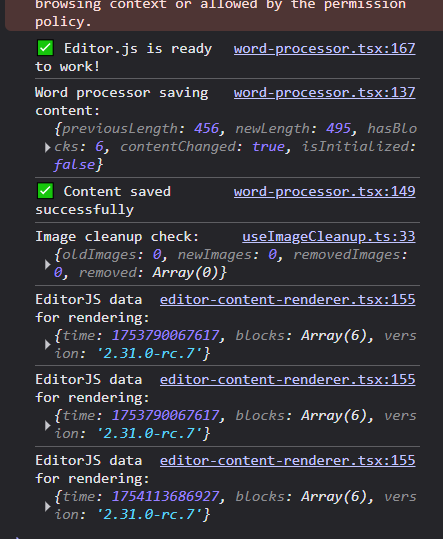 browsing context or allowed by the permission
policy.
✅ Editor.js is ready word-processor.tsx:167
to work!
Word processor saving word-processor.tsx:137
content:
{previousLength: 456, newLength: 495, hasBlo
cks: 6, contentChanged: true, isInitialized:
false}
✅ Content saved word-processor.tsx:149
successfully
Image cleanup check: useImageCleanup.ts:33
{oldImages: 0, newImages: 0, removedImages:
0, removed: Array(0)}
EditorJS data editor-content-renderer.tsx:155
for rendering:
{time: 1753790067617, blocks: Array(6), vers
ion: '2.31.0-rc.7'}
EditorJS data editor-content-renderer.tsx:155
for rendering:
{time: 1753790067617, blocks: Array(6), vers
ion: '2.31.0-rc.7'}
EditorJS data editor-content-renderer.tsx:155
for rendering:
{time: 1754113686927, blocks: Array(6), vers
ion: '2.31.0-rc.7'}